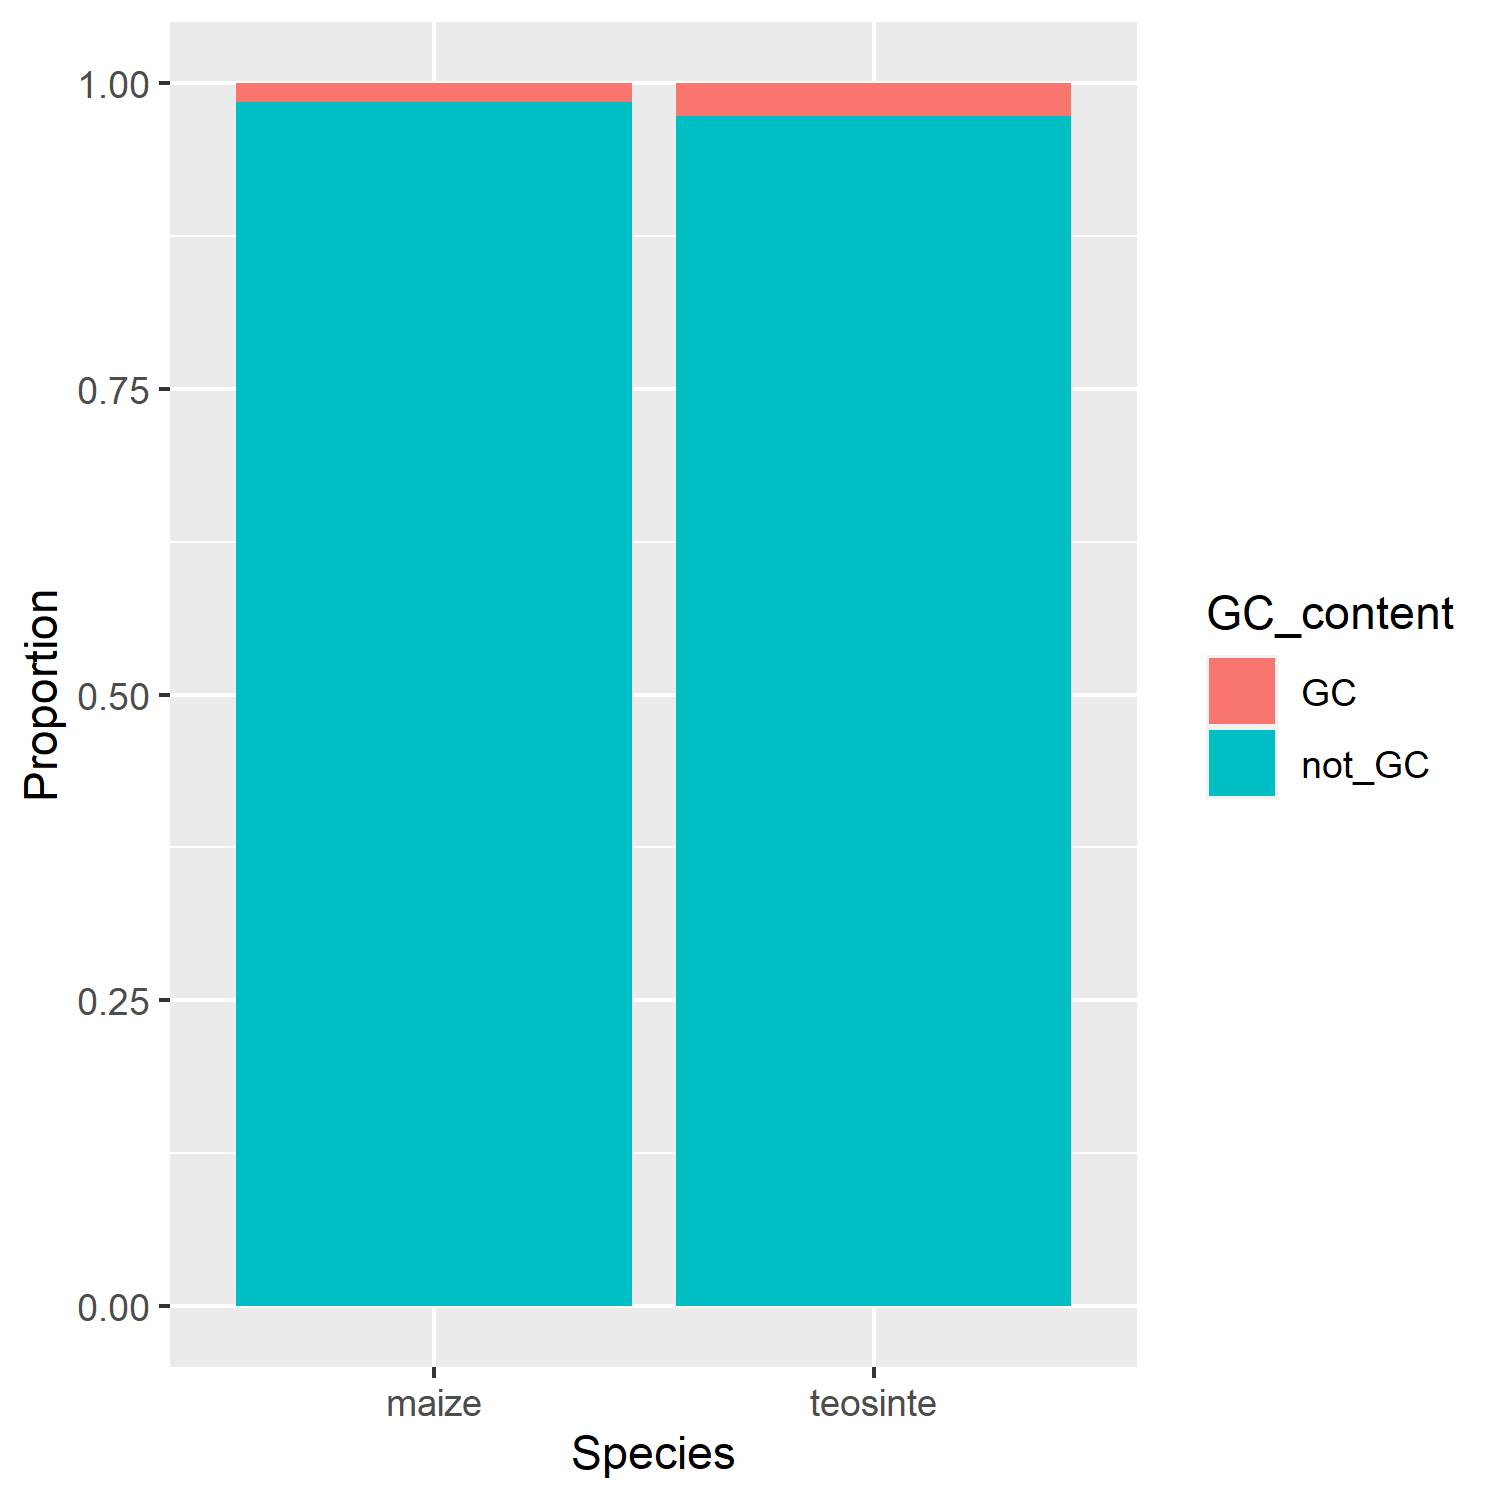 Proportion
1.00
0.75
0.50
0.25
0.00
maize
teosinte
Species
GC_content
GC
not_GC